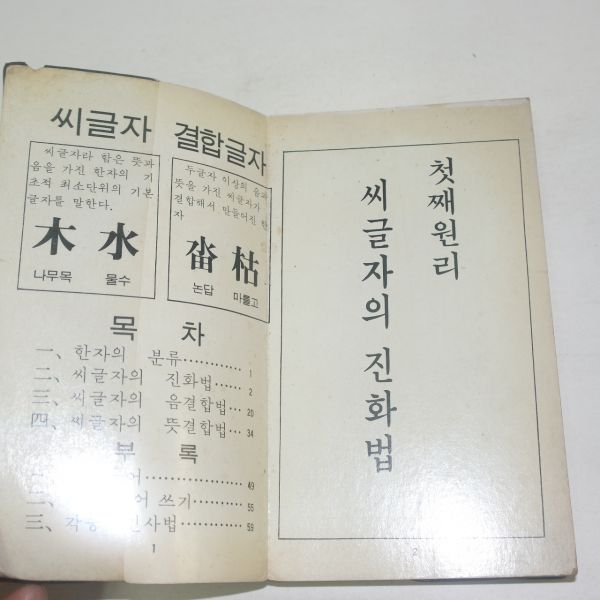 씨글자
씨글자라 함은 뜻과
음을 가진 한자의 기
초적 최소단위의 기본
글자를 말한다.
木 水
나무목 물수
결합글자
두글자 이상의 음과
뜻을 가진 씨글자가
결합해서 만들어진 한
자
畓 枯
논답 마를고
목 차
一、한자의 분류………… 1
二、씨글자의 진화법…… 2
三、씨글자의 음결합법… 20
四、씨글자의 뜻결합법… 34
부 록
49
쓰기……… 55
三、 59
1
첫째원리
씨글자의 진화법
2